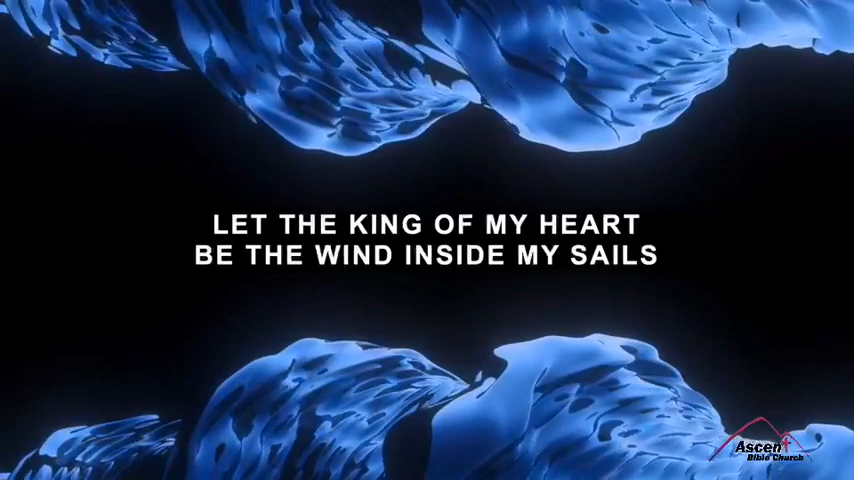 LET THE KING OF MY HEART
BE THE WIND INSIDE MY SAILS
Ascent
Bible Church